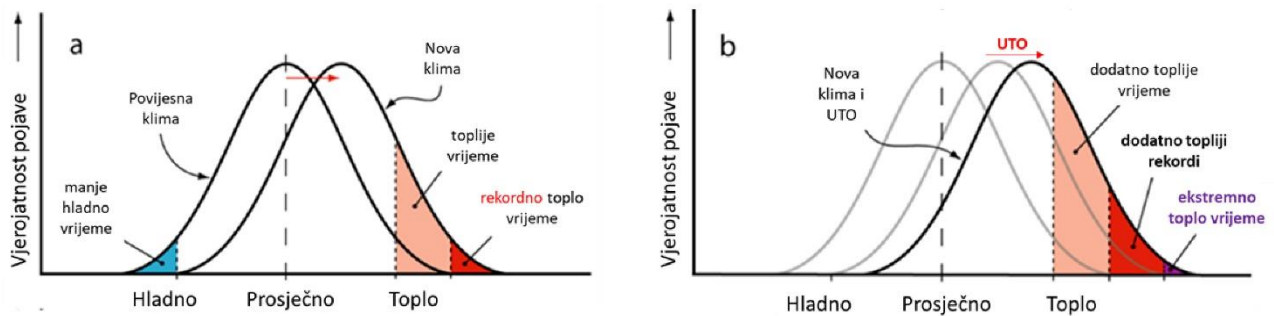 Vjerojatnost pojave
a
Povijesna
klima
Nova
klima
manje
hladno
vrijeme
toplije
vrijeme
rekordno toplo
vrijeme
Hladno
Prosječno
Toplo
Vjerojatnost pojave
b
UTO
Nova
klima i
UTO
dodatno toplije
vrijeme
dodatno topliji
rekordi
ekstremno
toplo vrijeme
Hladno
Prosječno
Toplo